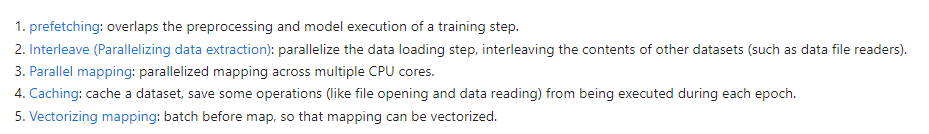 1. prefetching: overlaps the preprocessing and model execution of a training step.
2. Interleave (Parallelizing data extraction): parallelize the data loading step, interleaving the contents of other datasets (such as data file readers).
3. Parallel mapping: parallelized mapping across multiple CPU cores.
4. Caching: cache a dataset, save some operations (like file opening and data reading) from being executed during each epoch.
5. Vectorizing mapping: batch before map, so that mapping can be vectorized.